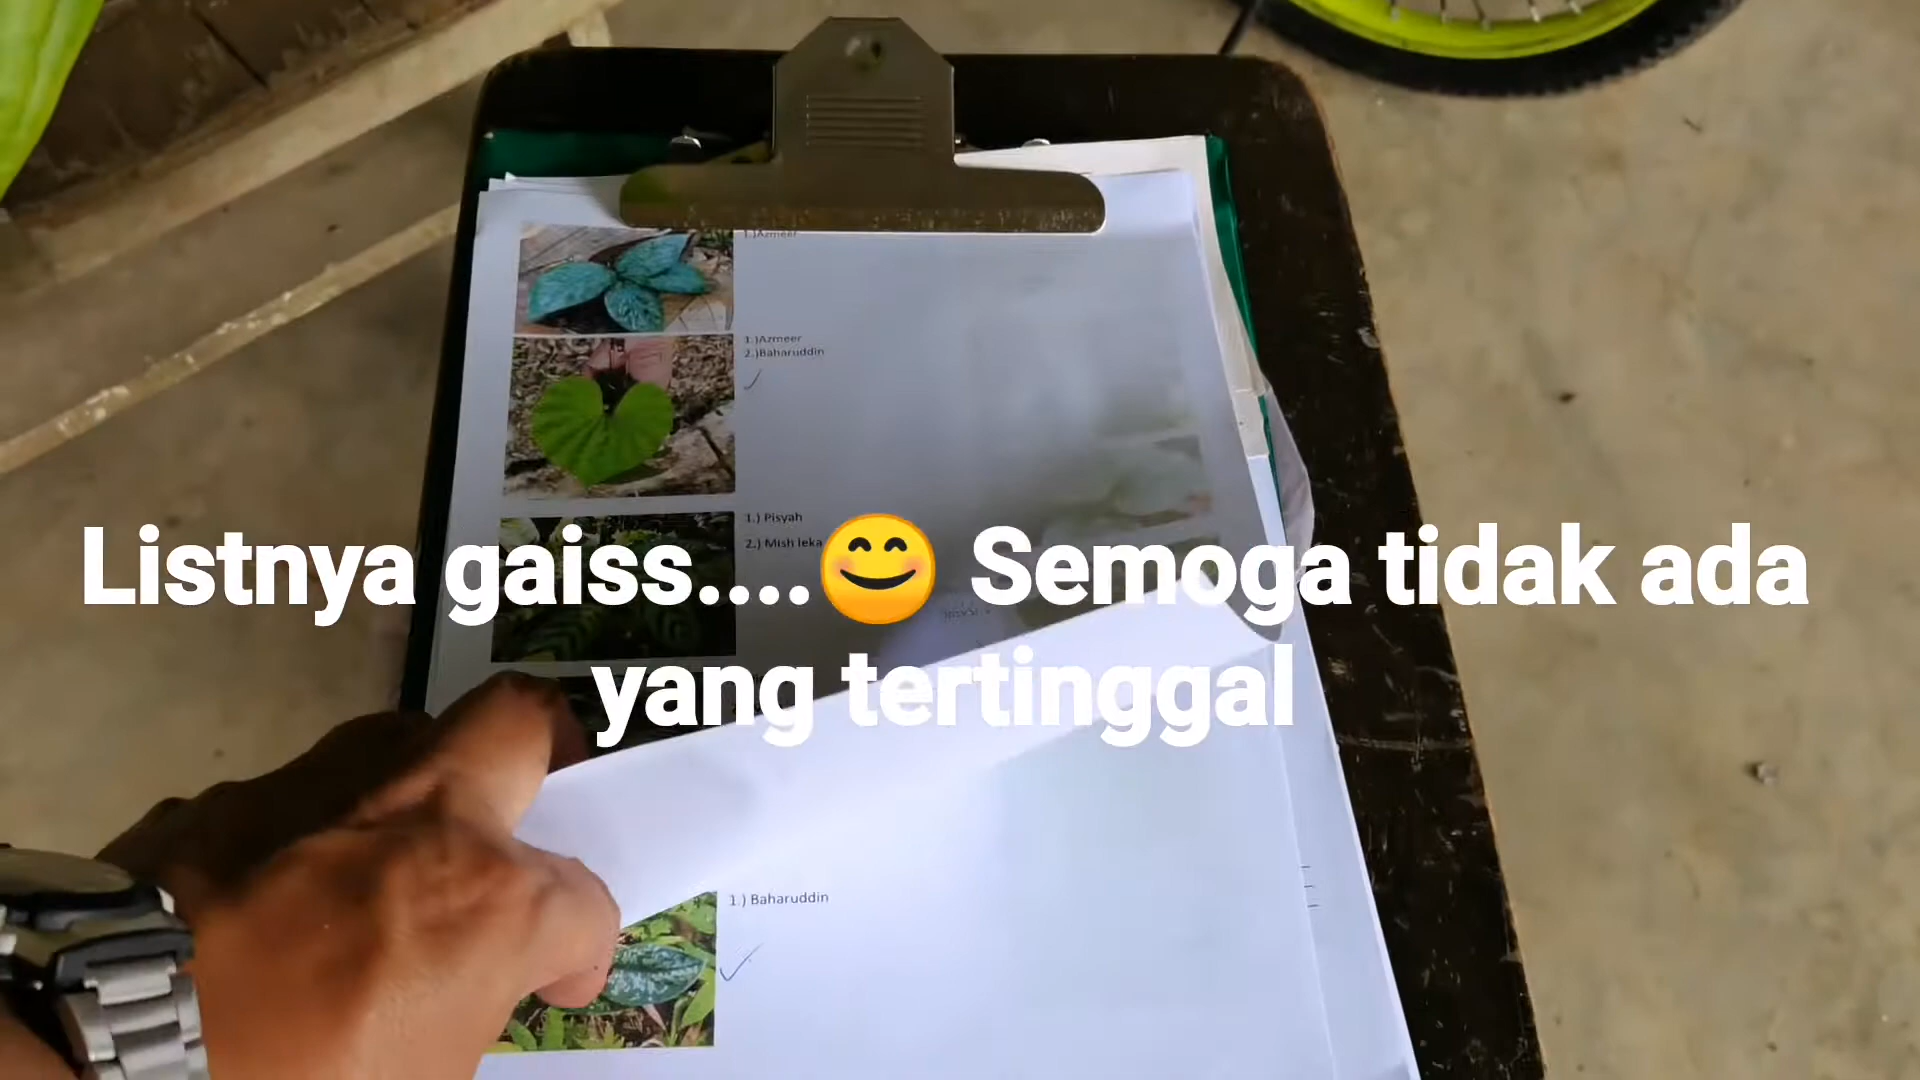 1.)Azmeer
1.)Azmeer
2.)Baharuddin
1.) Pisyah
2.) Mish leka
Listnya gaiss....😊 Semoga tidak ada
yang tertinggal
1.) Baharuddin